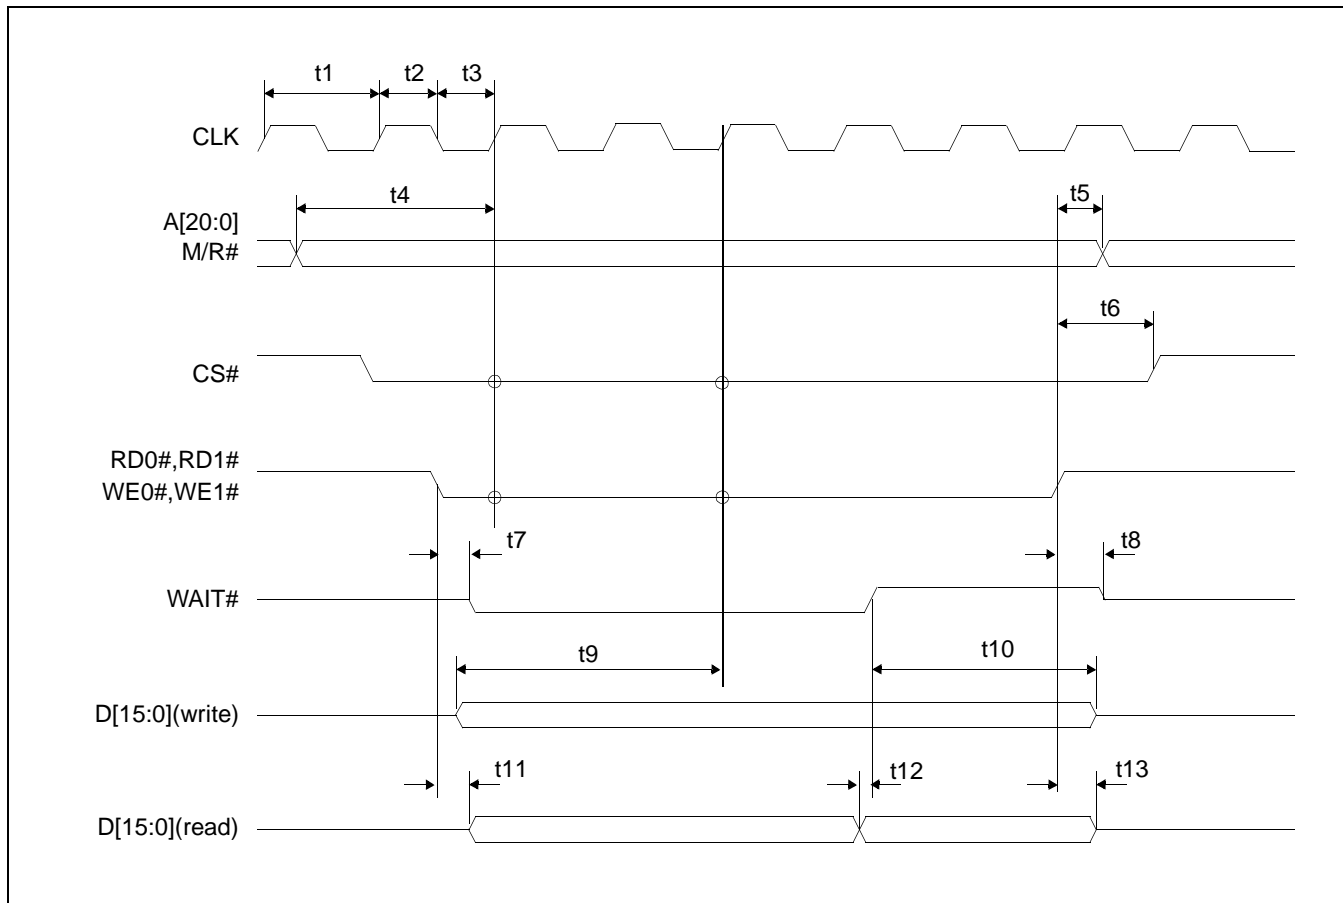 t1
t2
t3
CLK
t4
t5
A[20:0]
M/R#
t6
CS#
RD0#,RD1#
WE0#,WE1#
t7
t8
WAIT#
t9
t10
D[15:0](write)
t11
t12
t13
D[15:0](read)